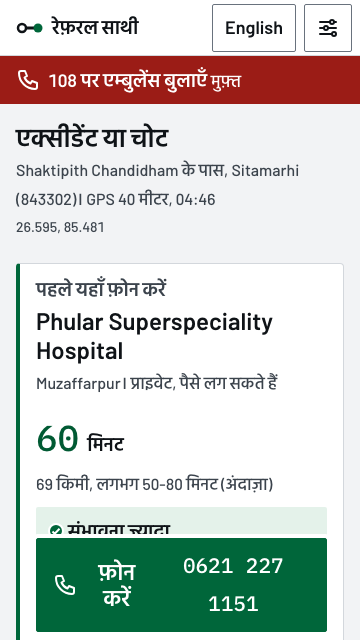 रेफ़रल साथी
English
108 पर एम्बुलेंस बुलाएँ मुफ़्त
एक्सीडेंट या चोट
Shaktipith Chandidham के पास, Sitamarhi
(843302)। GPS 40 मीटर, 04:46
26.595, 85.481
पहले यहाँ फ़ोन करें
Phular Superspeciality
Hospital
Muzaffarpur। प्राइवेट, पैसे लग सकते हैं
60 मिनट
69 किमी, लगभग 50-80 मिनट (अंदाज़ा)
संभावना ज़्यादा
फ़ोन
करें
0621 227
1151